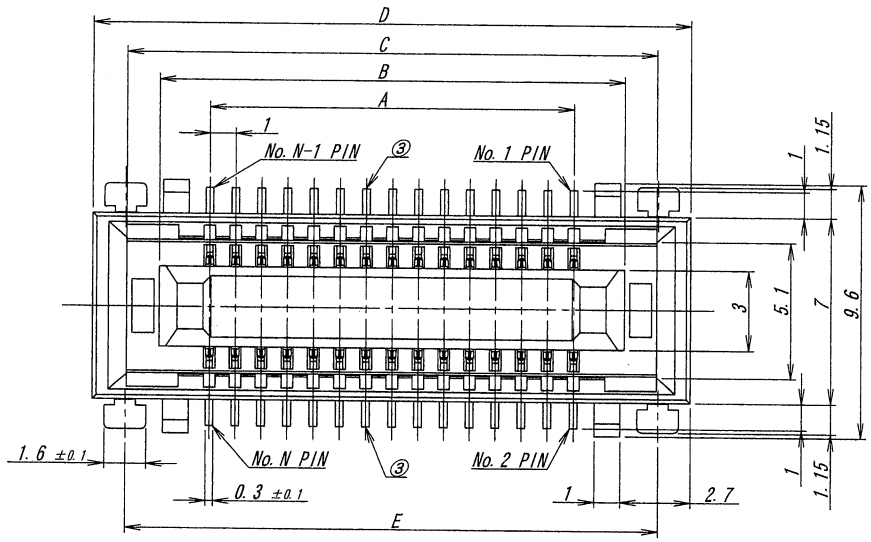 D
C
B
A
1
No. N-1 PIN
③
No. 1 PIN
1
1.15
3
5.1
7
9.6
1.6 ±0.1
No. N PIN
③
No. 2 PIN
0.3 ±0.1
1
2.7
1
1.15
E